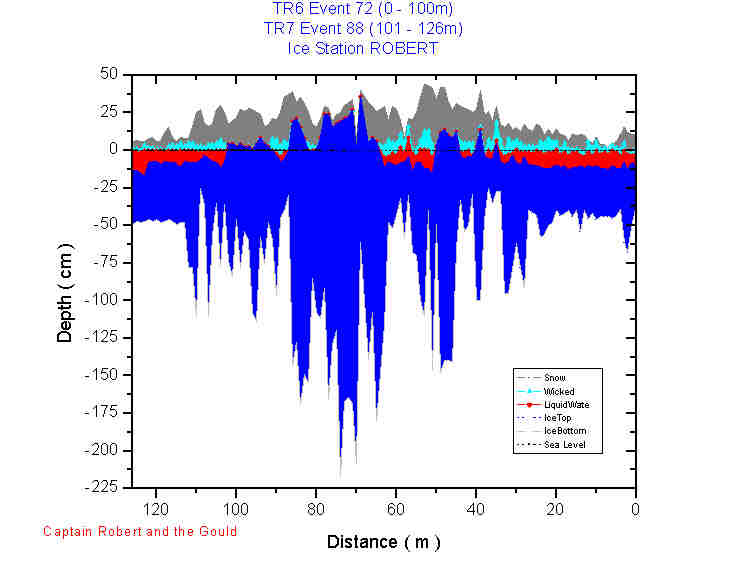 TR6 Event 72 (0 - 100m)
TR7 Event 88 (101 - 126m)
Ice Station ROBERT
50
25
0
-25
-50
-75
-100
-125
-150
-175
-200
-225
Depth ( cm )
Snow
Wicked
LiquidWate
IceTop
IceBottom
Sea Level
120 100 80 60 40 20 0
Captain Robert and the Gould
Distance ( m )